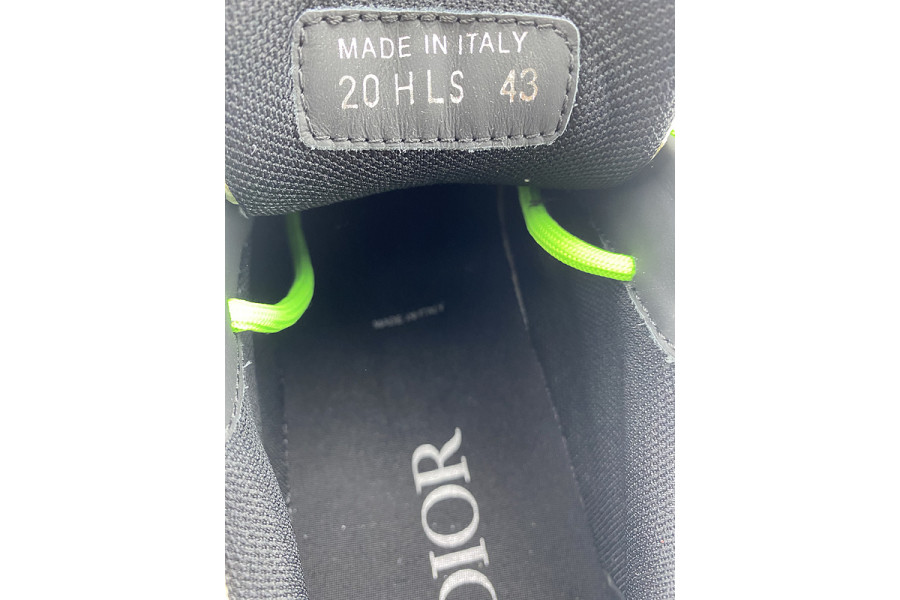 MADE IN ITALY
20 HLS 43
MADE IN ITALY
DIOR